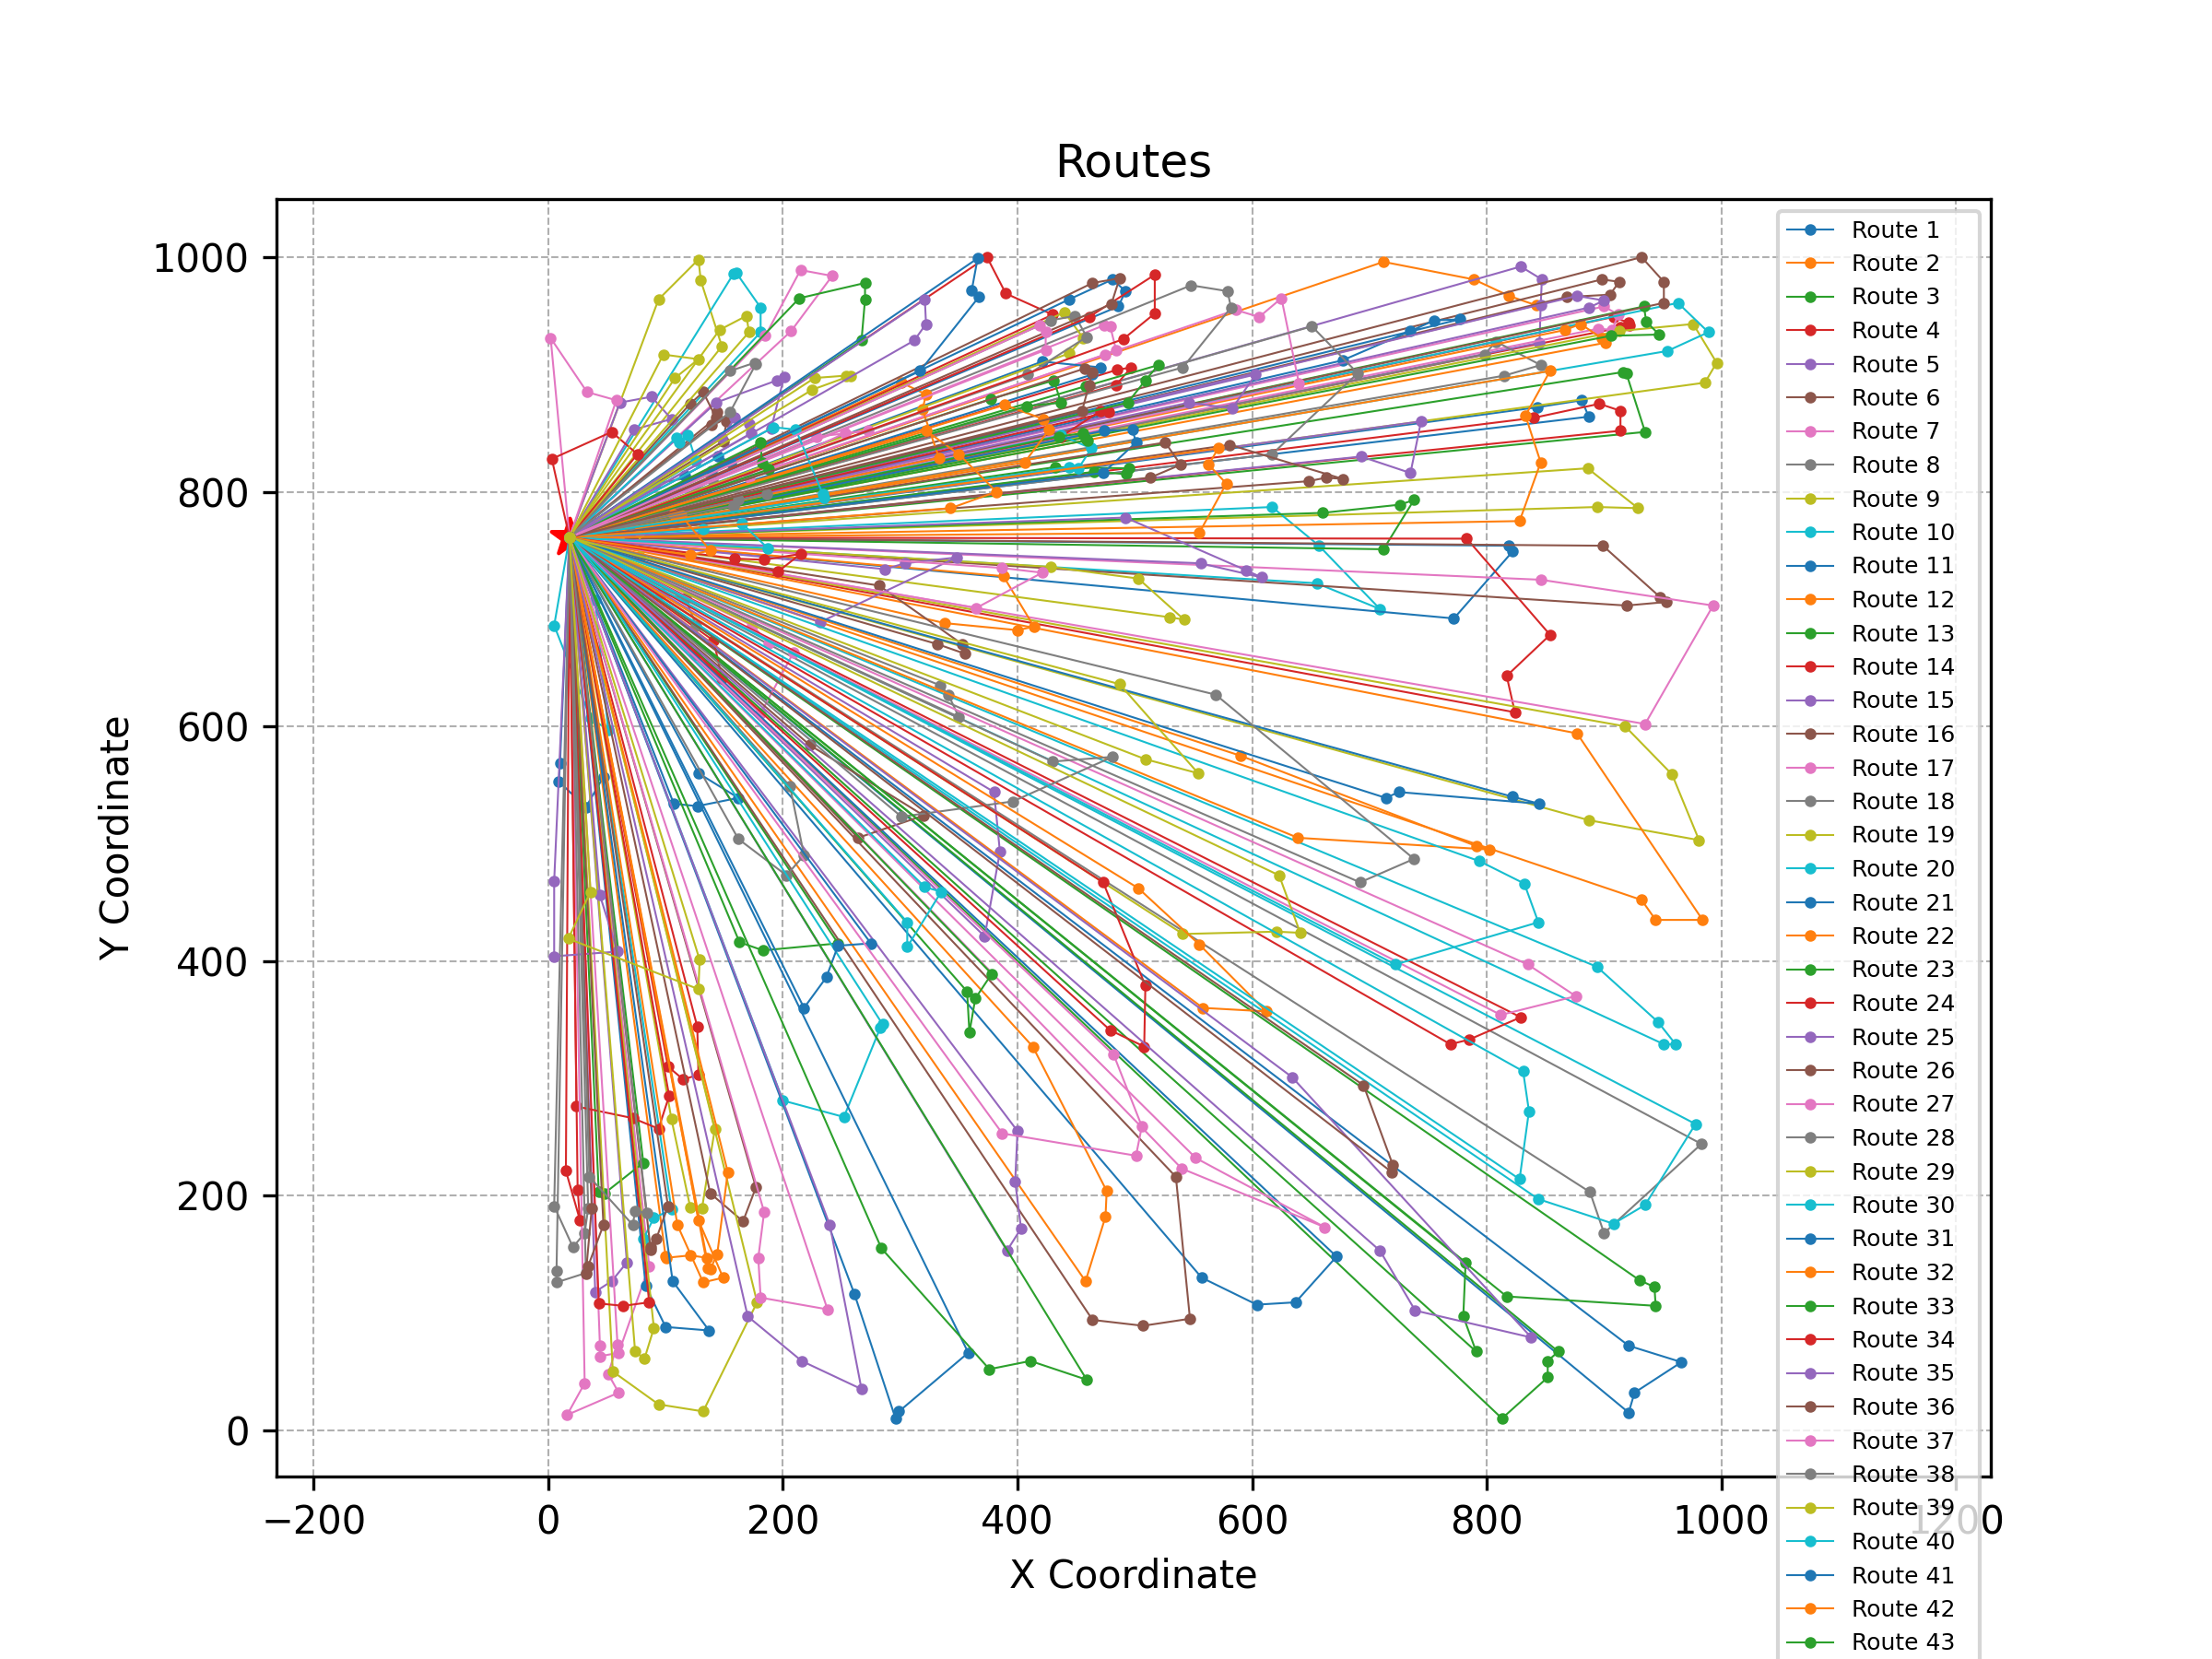 Routes
1000
800
600
400
200
0
Y Coordinate
−200
0
200
400
600
800
1000
1200
X Coordinate
Route 1
Route 2
Route 3
Route 4
Route 5
Route 6
Route 7
Route 8
Route 9
Route 10
Route 11
Route 12
Route 13
Route 14
Route 15
Route 16
Route 17
Route 18
Route 19
Route 20
Route 21
Route 22
Route 23
Route 24
Route 25
Route 26
Route 27
Route 28
Route 29
Route 30
Route 31
Route 32
Route 33
Route 34
Route 35
Route 36
Route 37
Route 38
Route 39
Route 40
Route 41
Route 42
Route 43